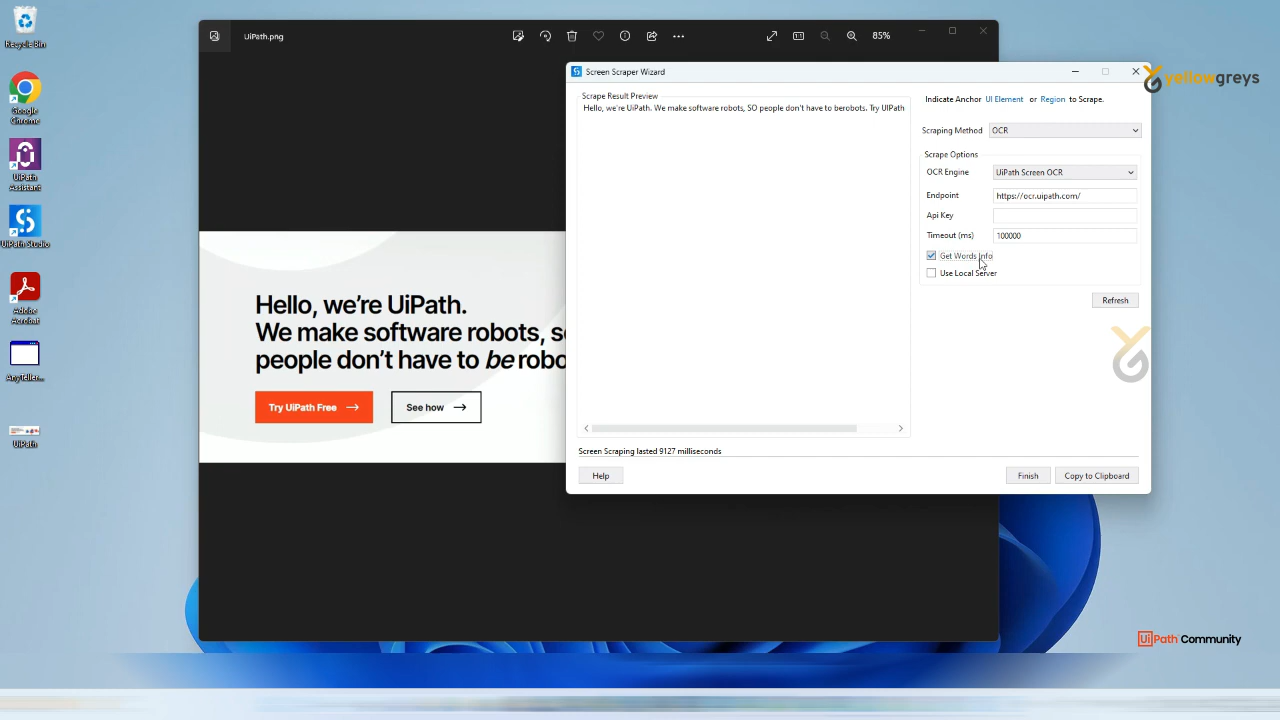 Recycle Bin
Google
Chrome
UiPath
Assistant
UiPath Studio
Adobe
Acrobat
AnyTeller...
UiPath
UiPath.png
85%
Hello, we're UiPath.
We make software robots, so
people don't have to be robo
Try UiPath Free
See how
Screen Scraper Wizard
Scrape Result Preview
Hello, we're UiPath. We make software robots, SO people don't have to berobots. Try UIPath
Screen Scraping lasted 9127 milliseconds
Help
Indicate Anchor UI Element or Region to Scrape.
Scraping Method OCR
Scrape Options
OCR Engine UiPath Screen OCR
Endpoint https://ocr.uipath.com/
Api Key
Timeout (ms) 100000
Get Words Info
Use Local Server
Refresh
Finish Copy to Clipboard
yellowgreys
UiPath Community